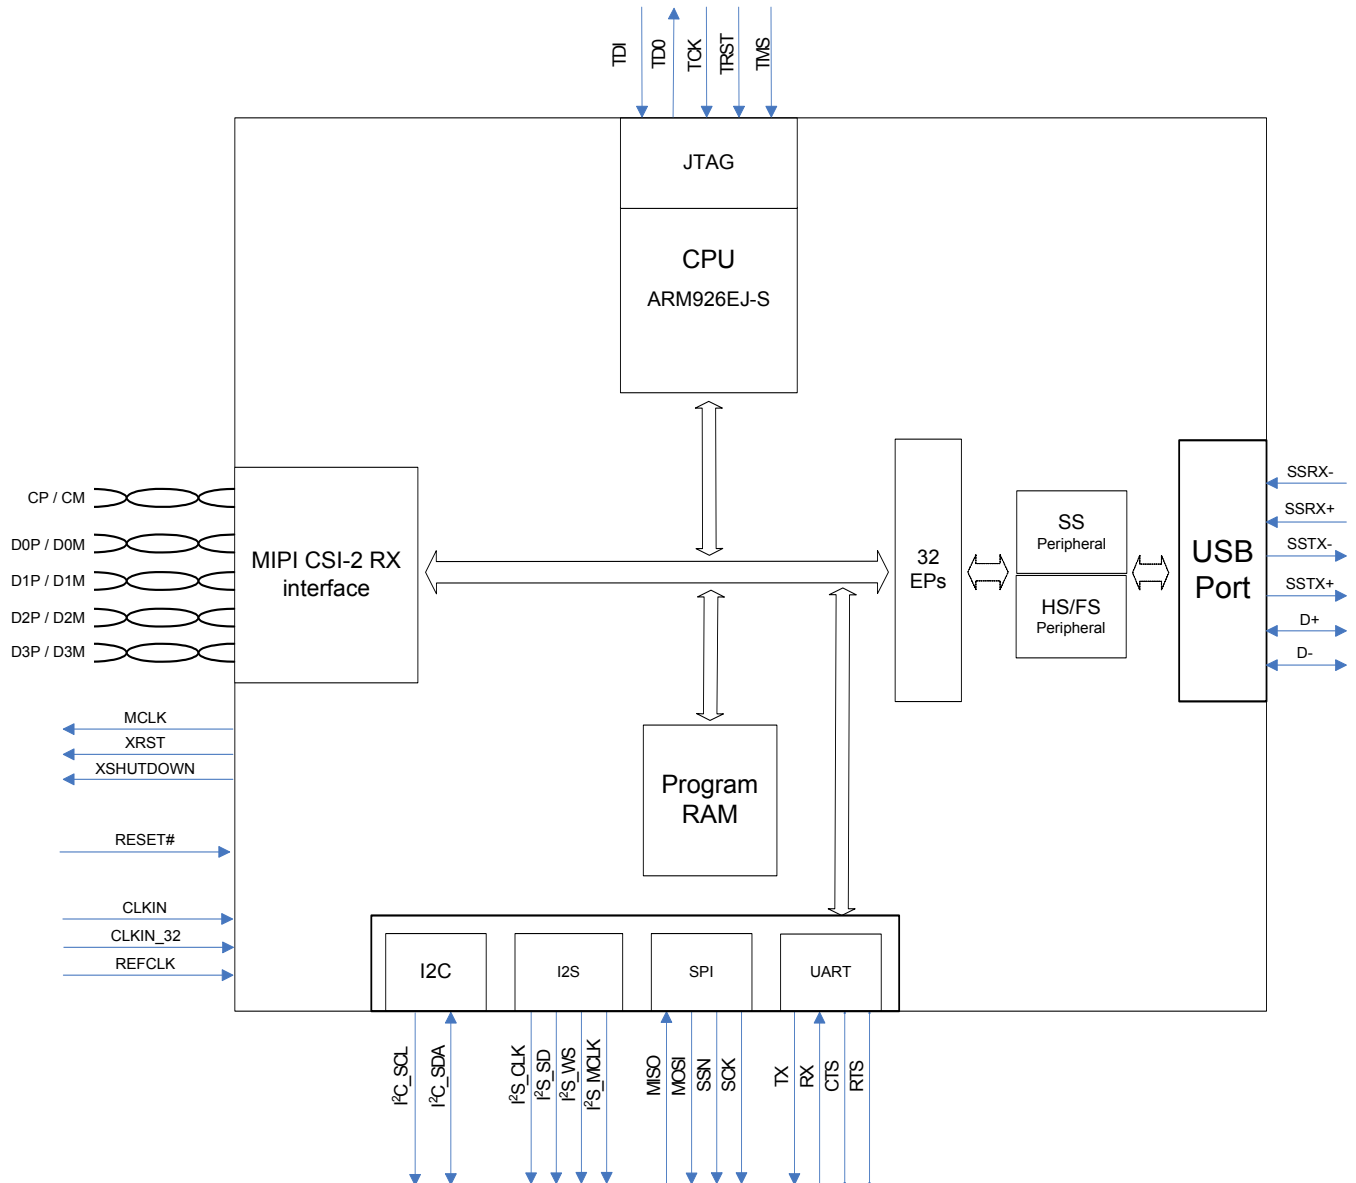 TDI
TD0
TCK
TRST
TMS
JTAG
CPU
ARM926EJ-S
CP / CM
D0P / D0M
D1P / D1M
D2P / D2M
D3P / D3M
MIPI CSI-2 RX
interface
32
EPs
SS
Peripheral
HS/FS
Peripheral
USB
Port
SSRX-
SSRX+
SSTX-
SSTX+
D+
D-
MCLK
XRST
XSHUTDOWN
RESET#
CLKIN
CLKIN_32
REFCLK
Program
RAM
I2C
I2S
SPI
UART
I²C_SCL
I²C_SDA
I²S_CLK
I²S_SD
I²S_WS
I²S_MCLK
MISO
MOSI
SSN
SCK
TX
RX
CTS
RTS